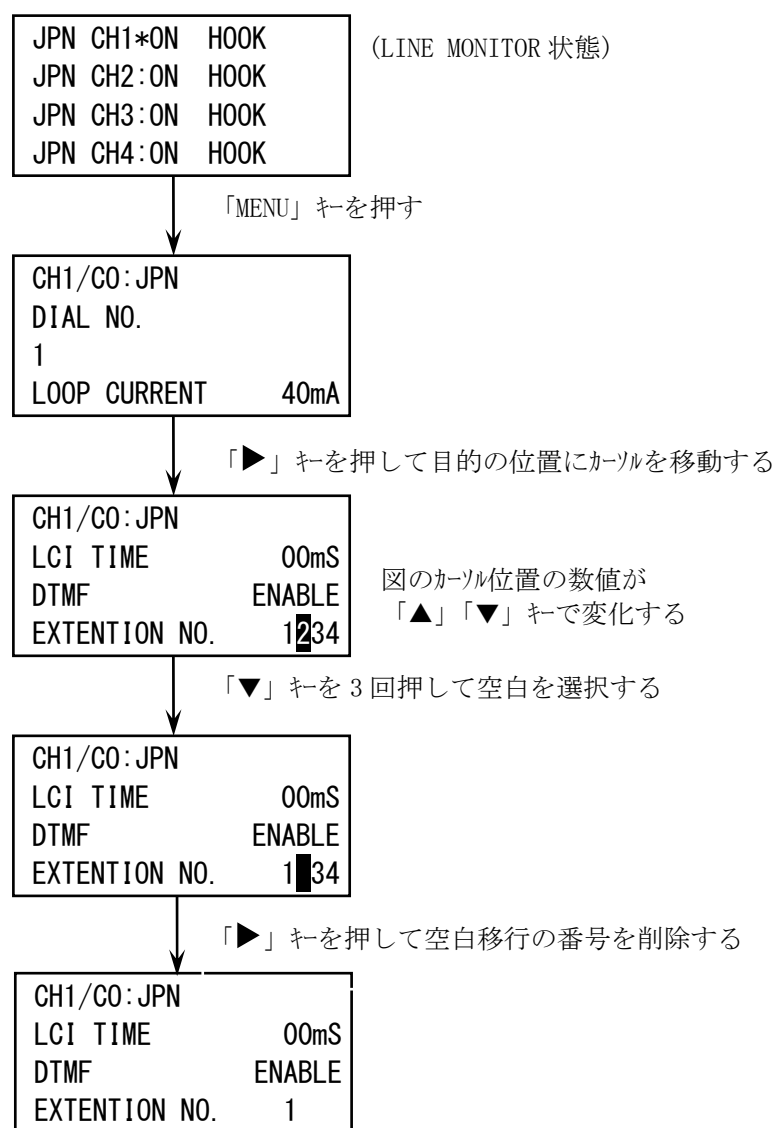 JPN CH1*ON HOOK
JPN CH2:ON HOOK
JPN CH3:ON HOOK
JPN CH4:ON HOOK
(LINE MONITOR 状態)
「MENU」ｷｰを押す
CH1/CO:JPN
DIAL NO.
1
LOOP CURRENT 40mA
「▶」ｷｰを押して目的の位置にｶｰｿﾙを移動する
CH1/CO:JPN
LCI TIME 00mS
DTMF ENABLE
EXTENTION NO. 1234
図のｶｰｿﾙ位置の数値が
「▲」「▼」ｷｰで変化する
「▼」ｷｰを 3 回押して空白を選択する
CH1/CO:JPN
LCI TIME 00mS
DTMF ENABLE
EXTENTION NO. 1 34
「▶」ｷｰを押して空白移行の番号を削除する
CH1/CO:JPN
LCI TIME 00mS
DTMF ENABLE
EXTENTION NO. 1